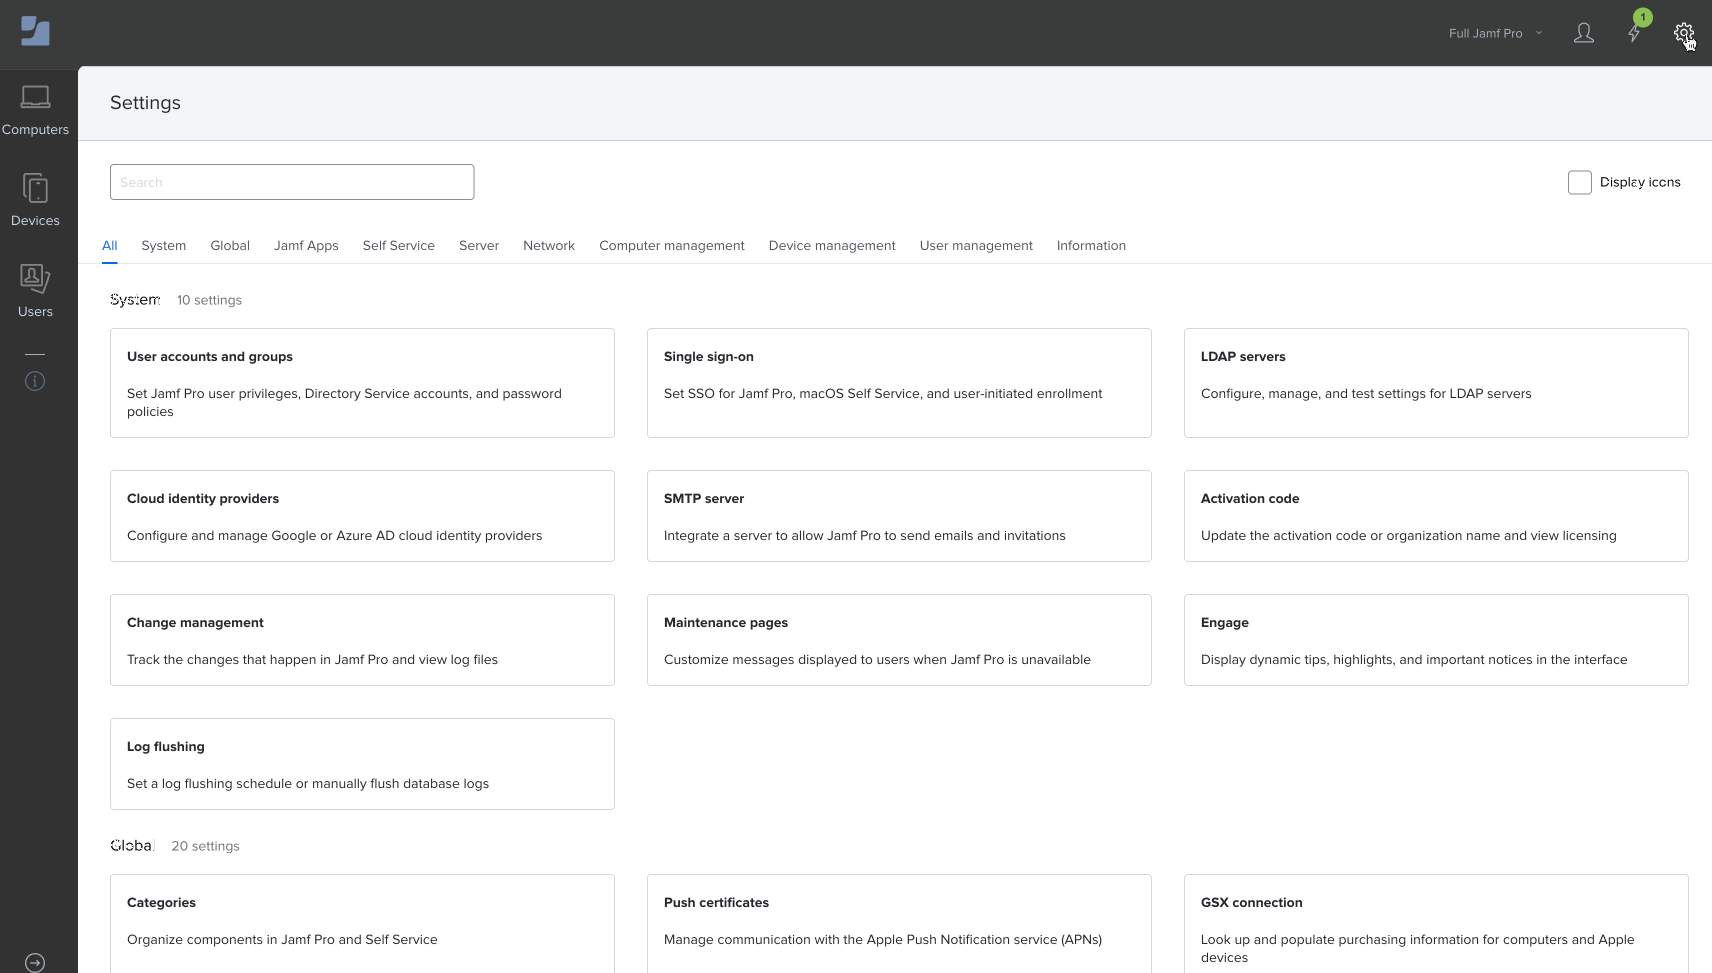 Full Jamf Pro
1
Computers
Devices
Users
Settings
Search
Display icons
All System Global Jamf Apps Self Service Server Network Computer management Device management User management Information
System 10 settings
User accounts and groups
Set Jamf Pro user privileges, Directory Service accounts, and password
policies
Single sign-on
Set SSO for Jamf Pro, macOS Self Service, and user-initiated enrollment
LDAP servers
Configure, manage, and test settings for LDAP servers
Cloud identity providers
Configure and manage Google or Azure AD cloud identity providers
SMTP server
Integrate a server to allow Jamf Pro to send emails and invitations
Activation code
Update the activation code or organization name and view licensing
Change management
Track the changes that happen in Jamf Pro and view log files
Maintenance pages
Customize messages displayed to users when Jamf Pro is unavailable
Engage
Display dynamic tips, highlights, and important notices in the interface
Log flushing
Set a log flushing schedule or manually flush database logs
Global 20 settings
Categories
Organize components in Jamf Pro and Self Service
Push certificates
Manage communication with the Apple Push Notification service (APNs)
GSX connection
Look up and populate purchasing information for computers and Apple
devices